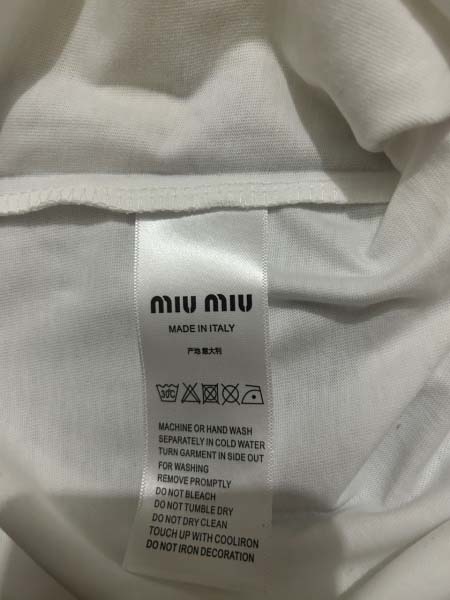 miu miu
MADE IN ITALY
产地 意大利
30C
MACHINE OR HAND WASH
SEPARATELY IN COLD WATER
TURN GARMENT IN SIDE OUT
FOR WASHING
REMOVE PROMPTLY
DO NOT BLEACH
DO NOT TUMBLE DRY
DO NOT DRY CLEAN
TOUCH UP WITH COOLIRON
DO NOT IRON DECORATION